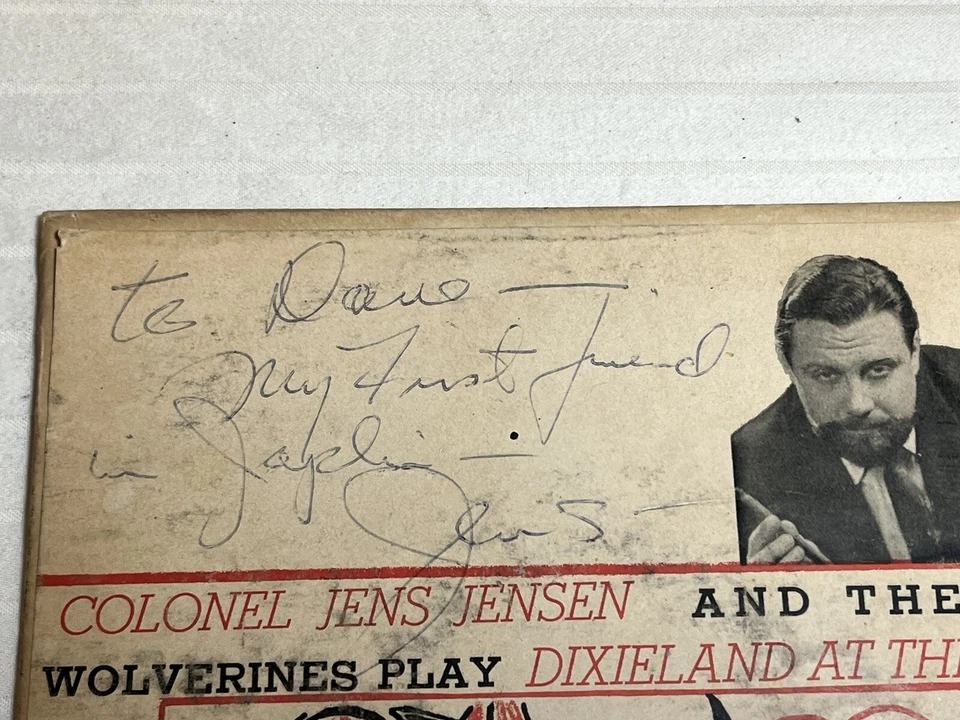 to Dave —
My First friend
in Joplin —
Jens —
COLONEL JENS JENSEN AND THE
WOLVERINES PLAY DIXIELAND AT TH